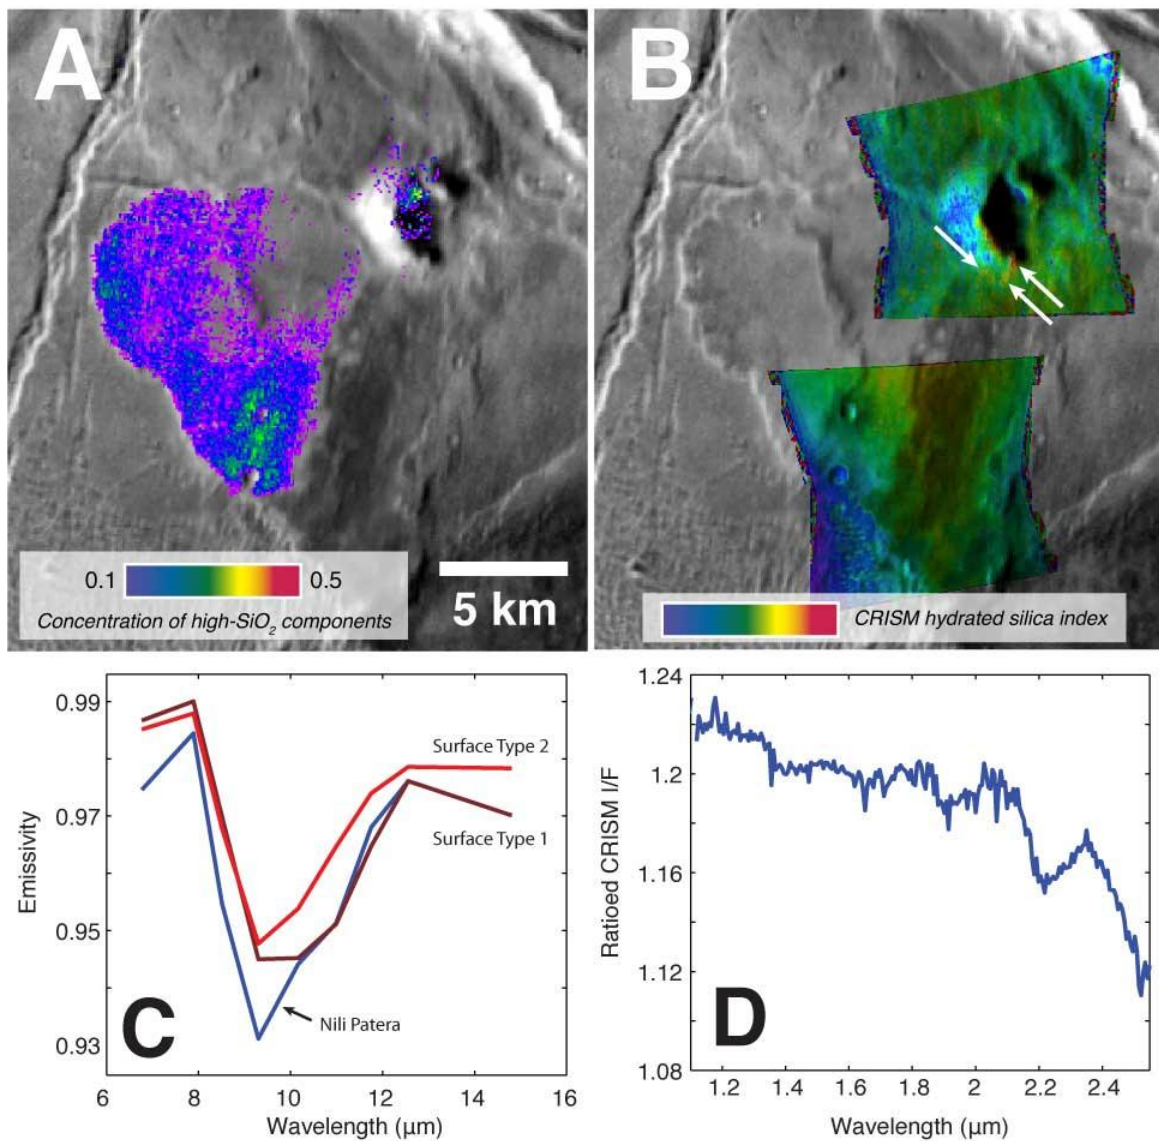 A
B
0.1 0.5
Concentration of high-SiO2 components
5 km
CRISM hydrated silica index
0.99
0.97
0.95
0.93
Emissivity
Surface Type 2
Surface Type 1
Nili Patera
C
6 8 10 12 14 16
Wavelength (μm)
1.24
1.2
1.16
1.12
1.08
Ratioed CRISM I/F
D
1.2 1.4 1.6 1.8 2 2.2 2.4
Wavelength (μm)